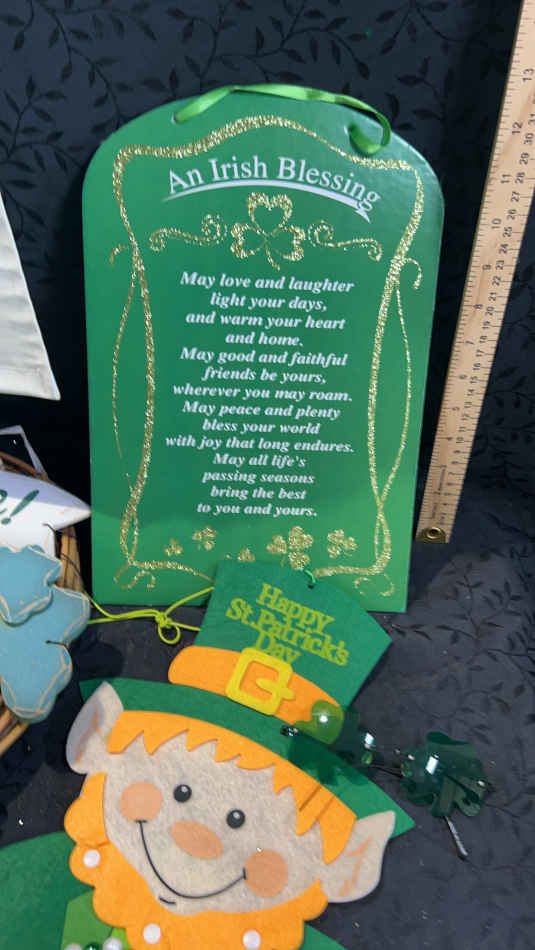 An Irish Blessing
May love and laughter
light your days,
and warm your heart
and home.
May good and faithful
friends be yours,
wherever you may roam.
May peace and plenty
bless your world
with joy that long endures.
May all life's
passing seasons
bring the best
to you and yours.
Happy
St. Patrick's
Day